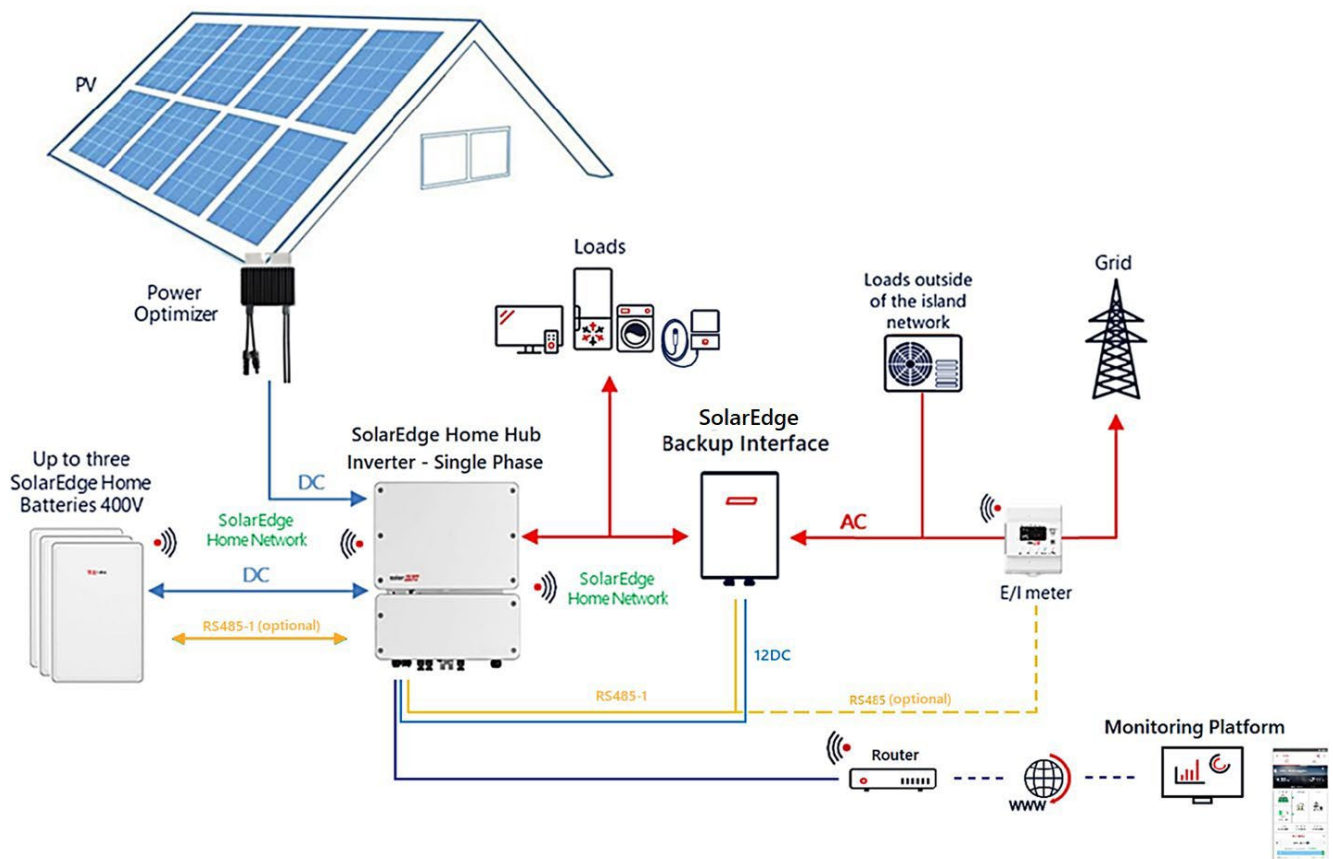 PV
Power
Optimizer
Loads
Loads outside
of the island
network
Grid
SolarEdge Home Hub
Inverter - Single Phase
SolarEdge
Backup Interface
Up to three
SolarEdge Home
Batteries 400V
DC
SolarEdge
Home Network
DC
RS485-1 (optional)
solar
SolarEdge
Home Network
AC
E/I meter
12DC
RS485-1
RS485 (optional)
Monitoring Platform
Router
WWW